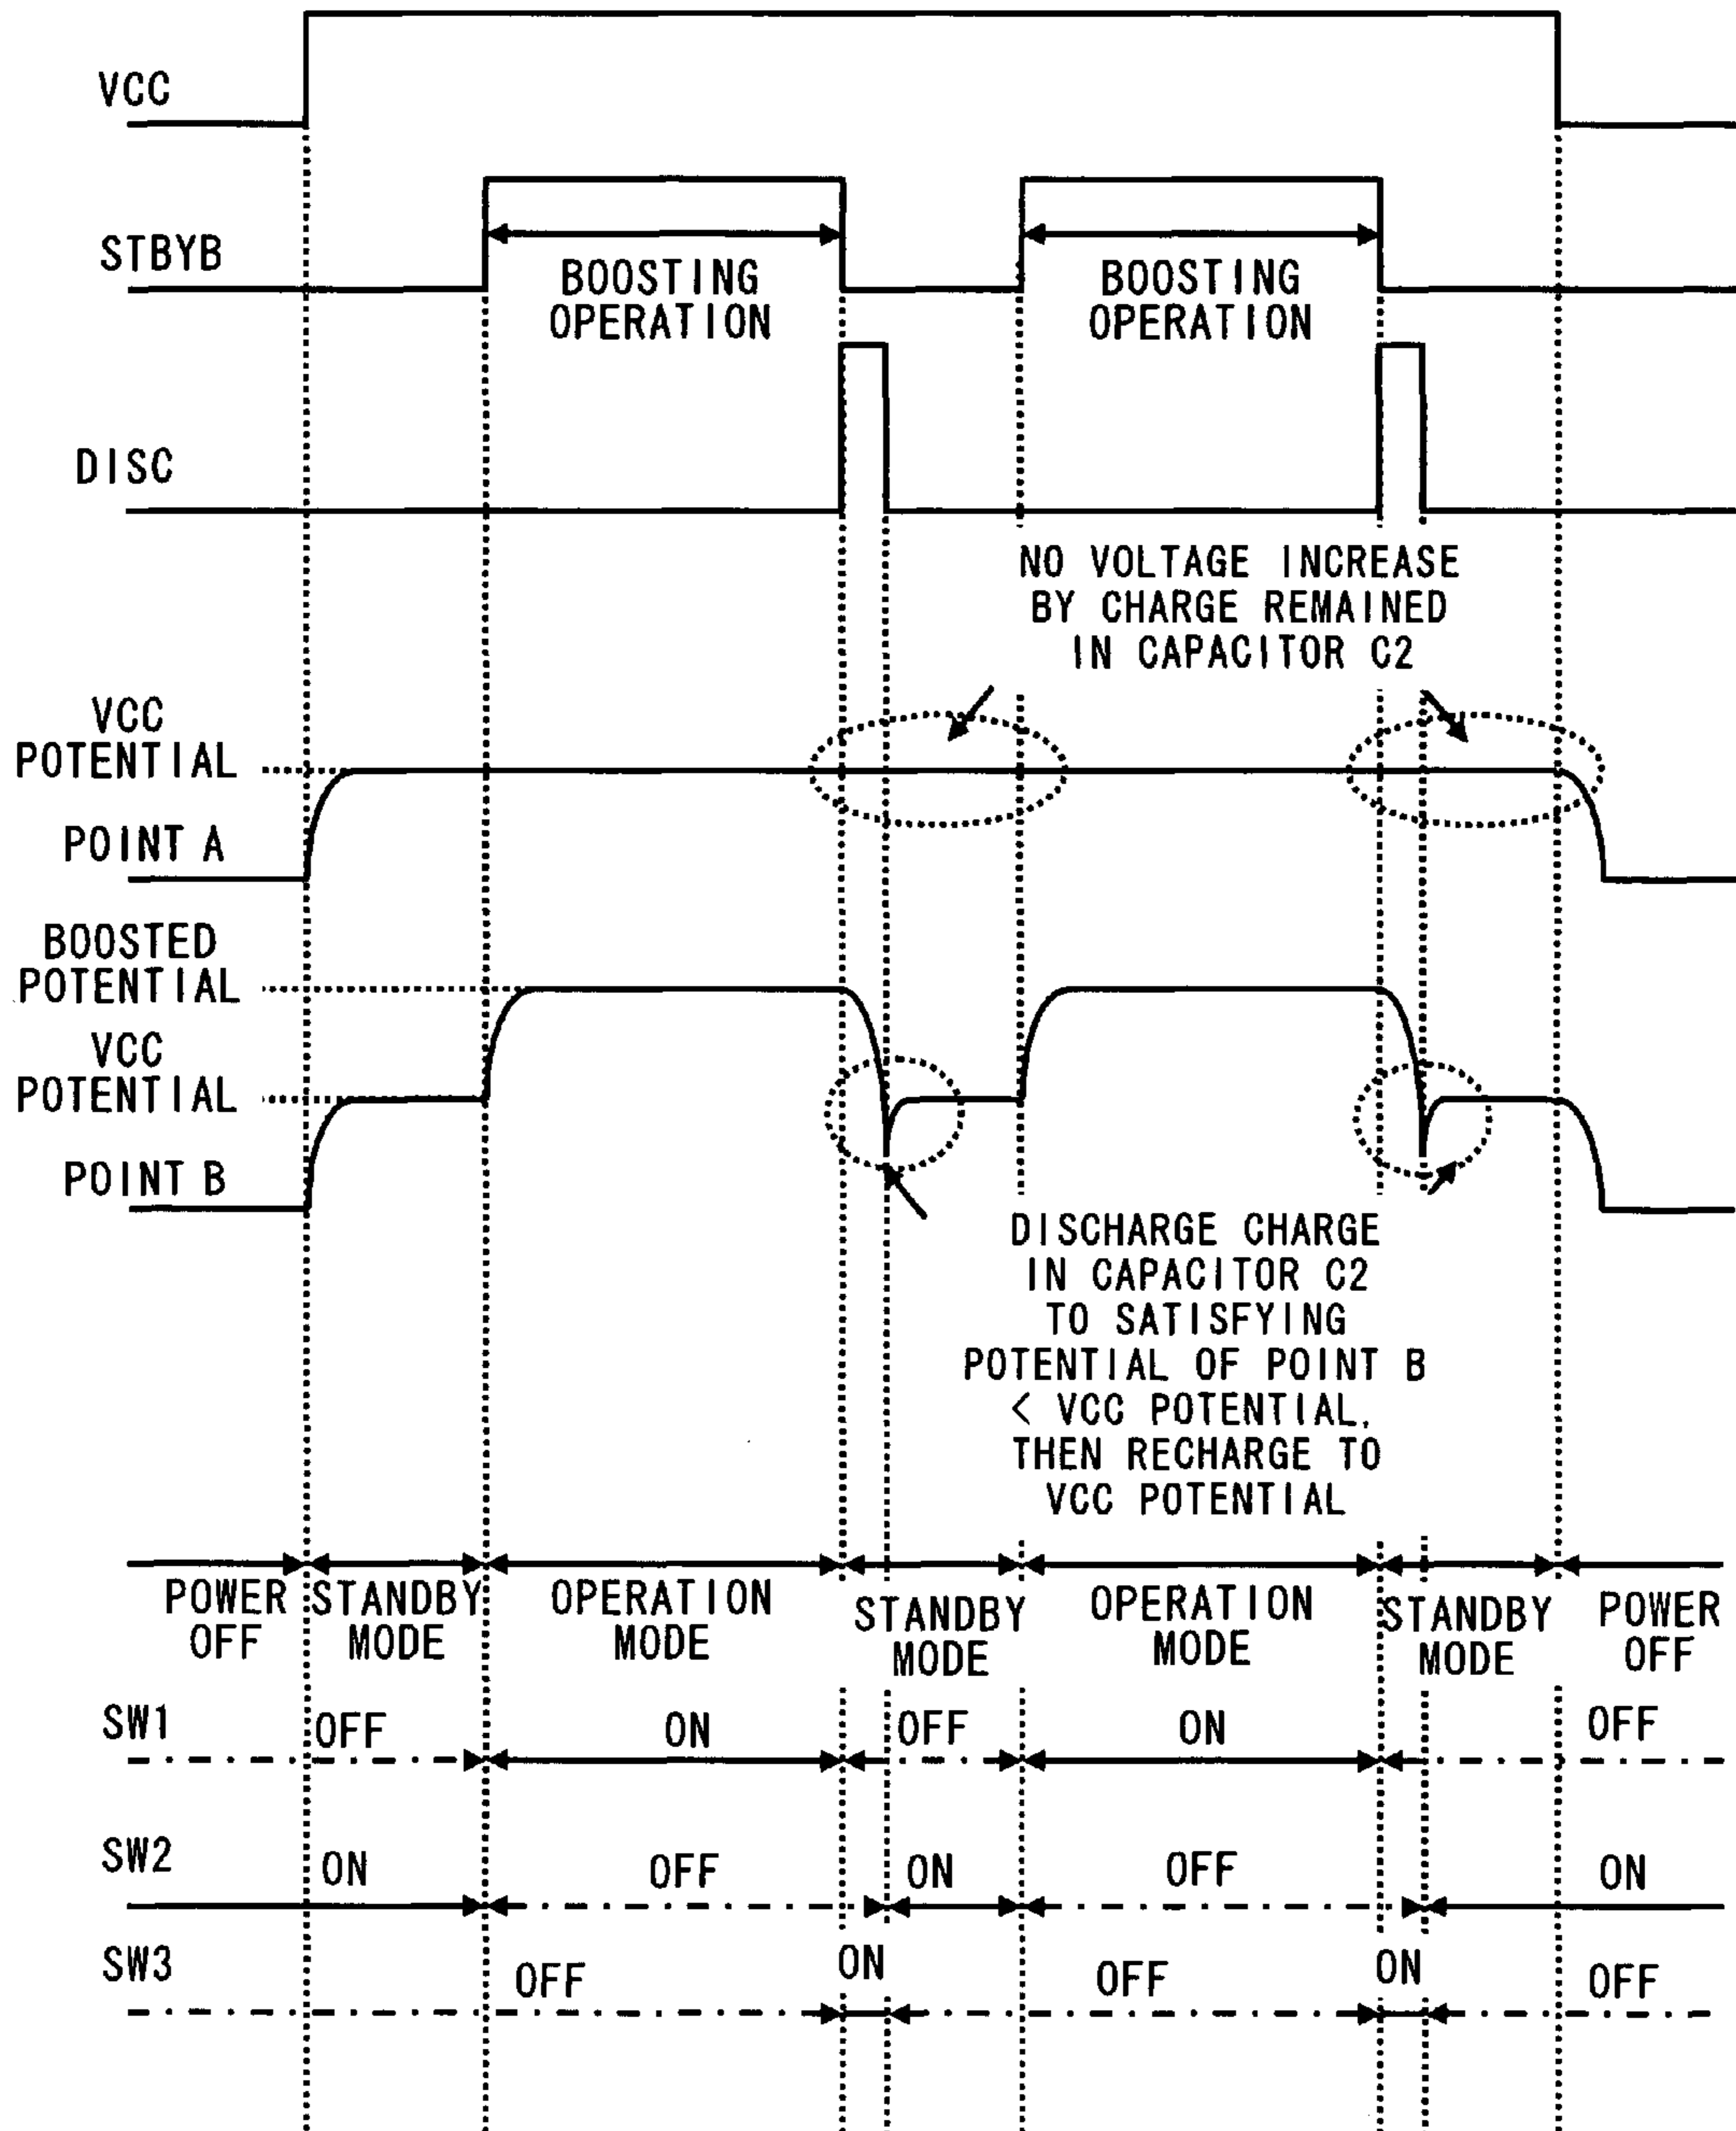 VCC
STBYB
BOOSTING
OPERATION
BOOSTING
OPERATION
DISC
NO VOLTAGE INCREASE
BY CHARGE REMAINED
IN CAPACITOR C2
VCC
POTENTIAL
POINT A
BOOSTED
POTENTIAL
VCC
POTENTIAL
POINT B
DISCHARGE CHARGE
IN CAPACITOR C2
TO SATISFYING
POTENTIAL OF POINT B
< VCC POTENTIAL,
THEN RECHARGE TO
VCC POTENTIAL
POWER
OFF
STANDBY
MODE
OPERATION
MODE
STANDBY
MODE
OPERATION
MODE
STANDBY
MODE
POWER
OFF
SW1
OFF
ON
OFF
ON
OFF
SW2
ON
OFF
ON
OFF
ON
SW3
OFF
ON
OFF
ON
OFF